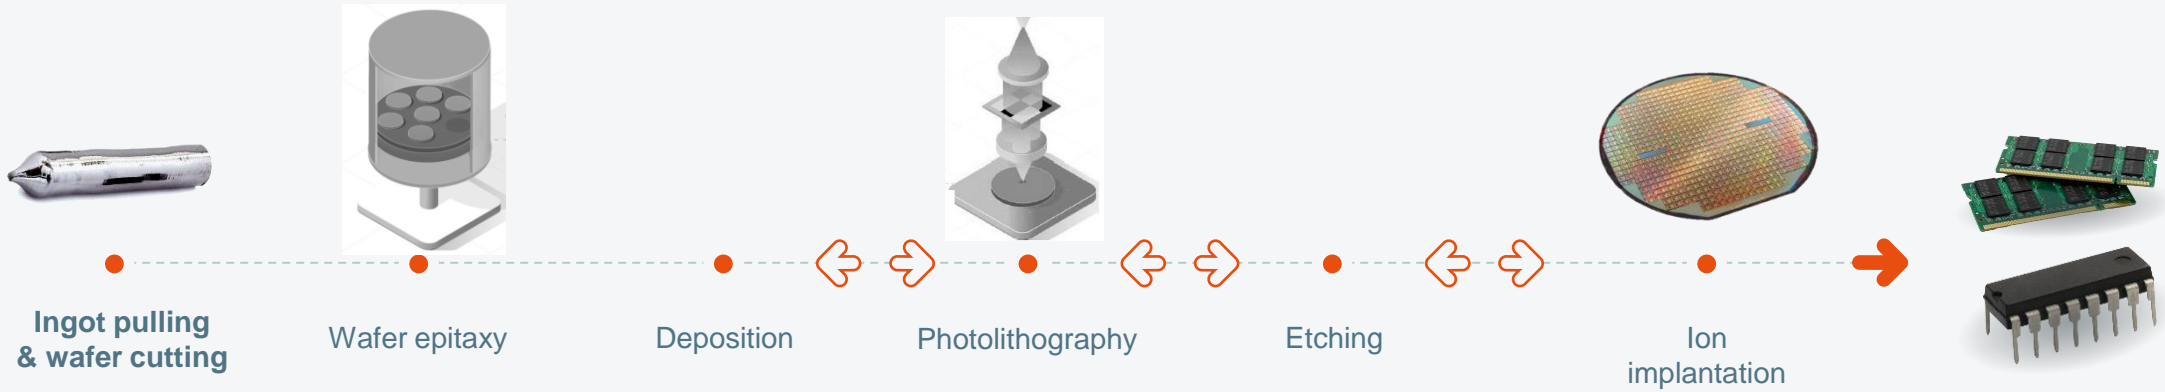 Ingot pulling
& wafer cutting
Wafer epitaxy
Deposition
Photolithography
Etching
Ion
implantation